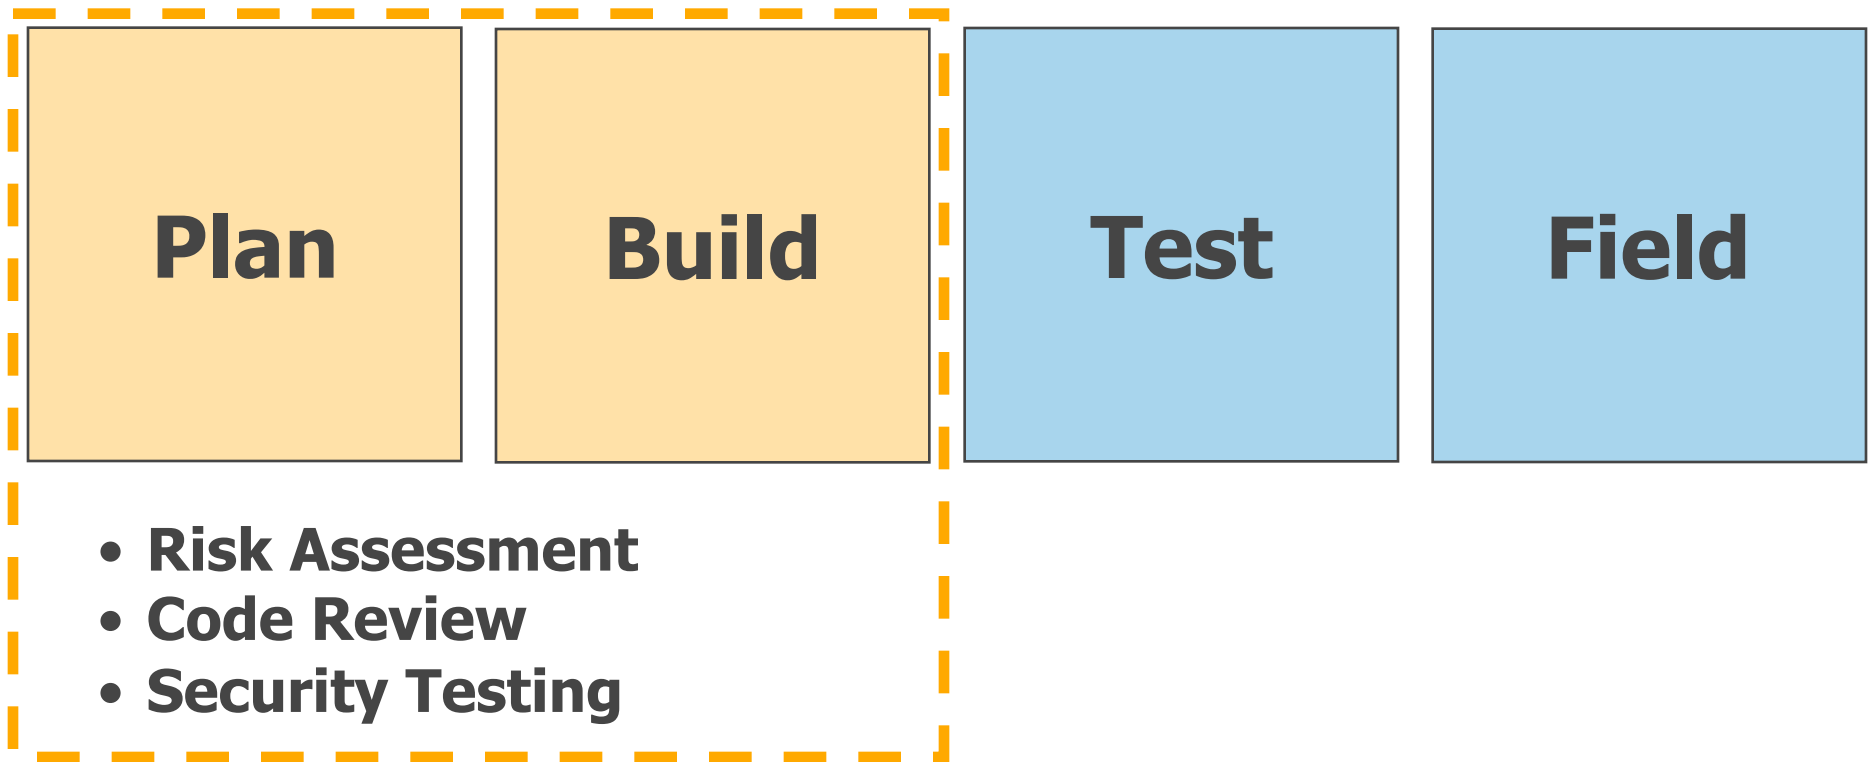 Plan
Build
Test
Field
• Risk Assessment
• Code Review
• Security Testing